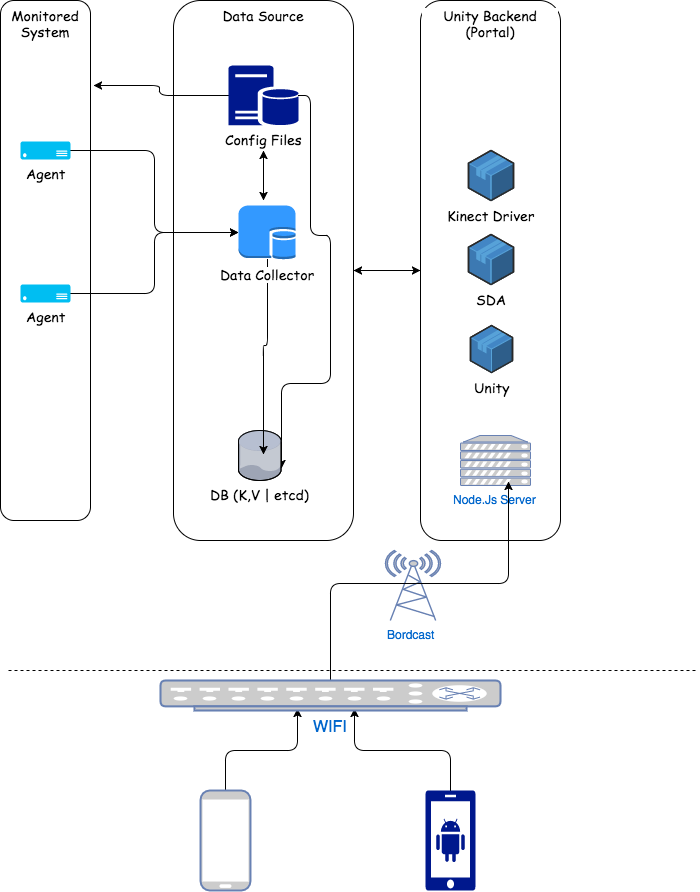 Monitored
System
Data Source
Unity Backend
(Portal)
Config Files
Agent
Kinect Driver
Data Collector
SDA
Agent
Unity
DB (K,V | etcd)
Node.Js Server
Bordcast
WIFI